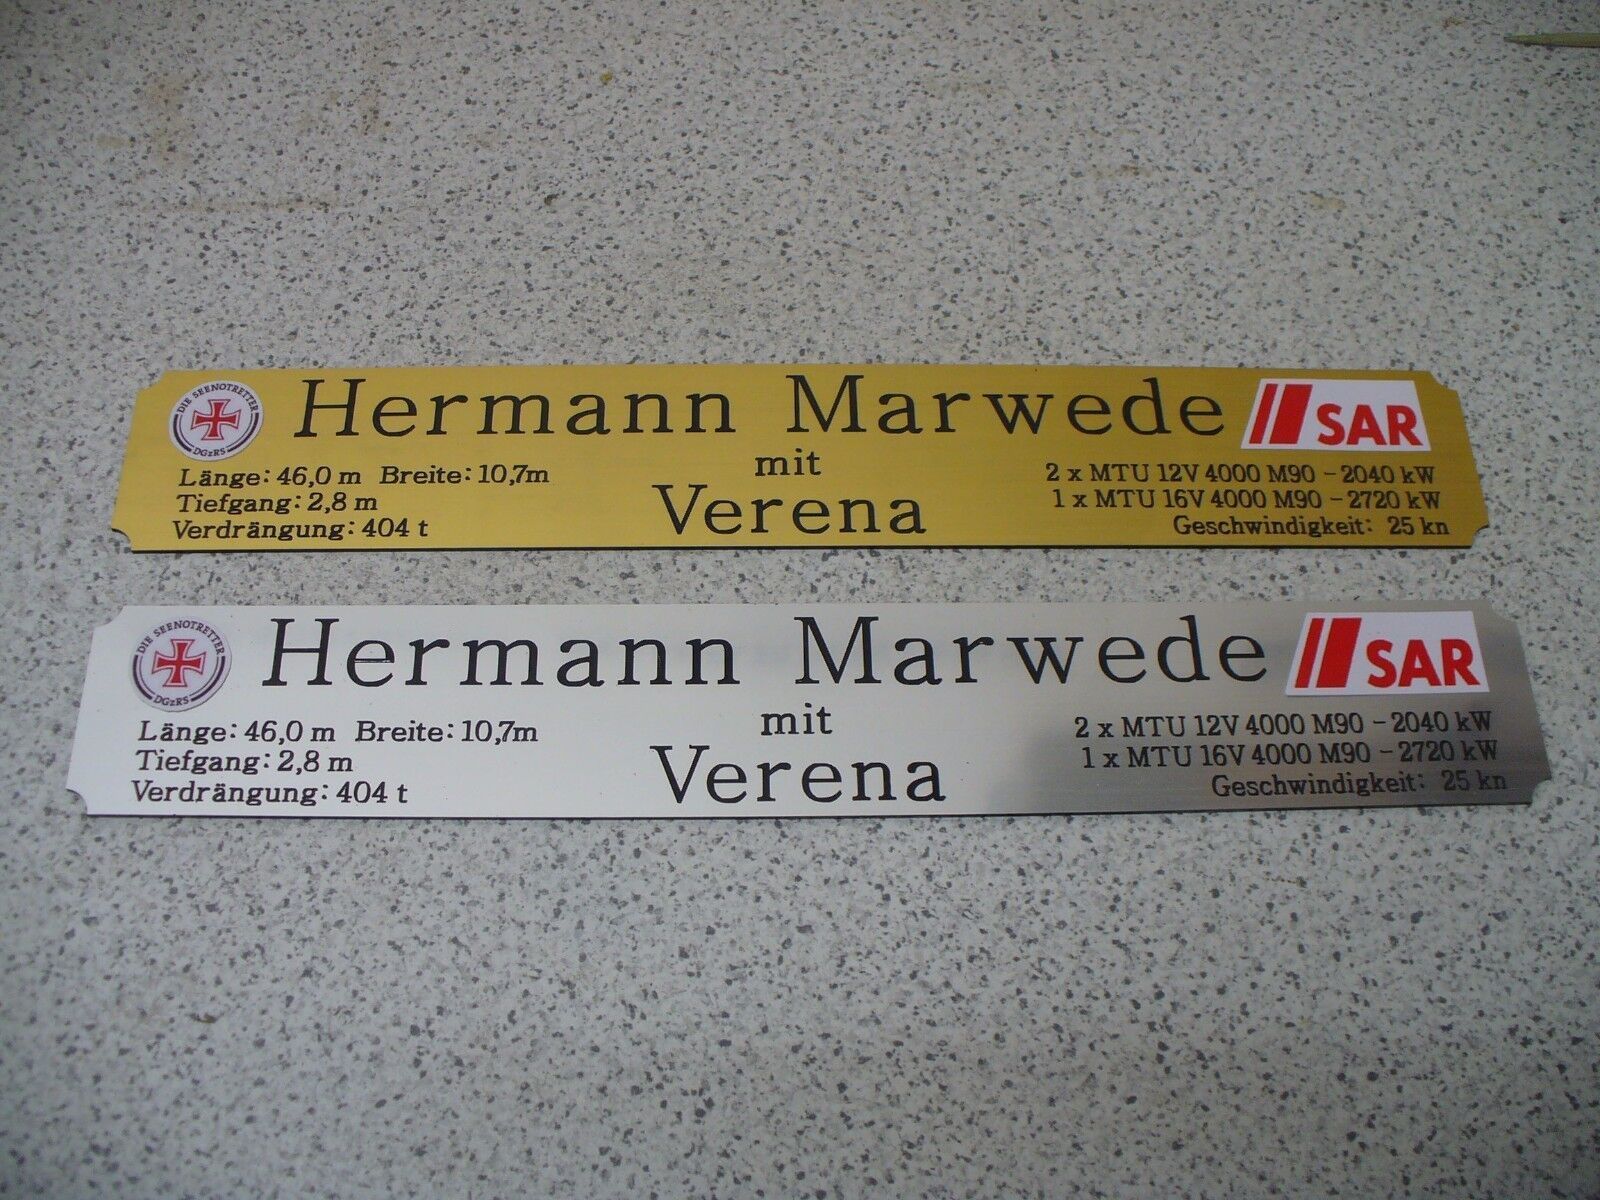 DIE SEENOTRETTER
DGzRS
Hermann Marwede
SAR
mit
Verena
Länge: 46,0 m Breite: 10,7m
Tiefgang: 2,8 m
Verdrängung: 404 t
2 x MTU 12V 4000 M90 - 2040 kW
1 x MTU 16V 4000 M90 - 2720 kW
Geschwindigkeit: 25 kn
DIE SEENOTRETTER
DGzRS
Hermann Marwede
SAR
mit
Verena
Länge: 46,0 m Breite: 10,7m
Tiefgang: 2,8 m
Verdrängung: 404 t
2 x MTU 12V 4000 M90 - 2040 kW
1 x MTU 16V 4000 M90 - 2720 kW
Geschwindigkeit: 25 kn